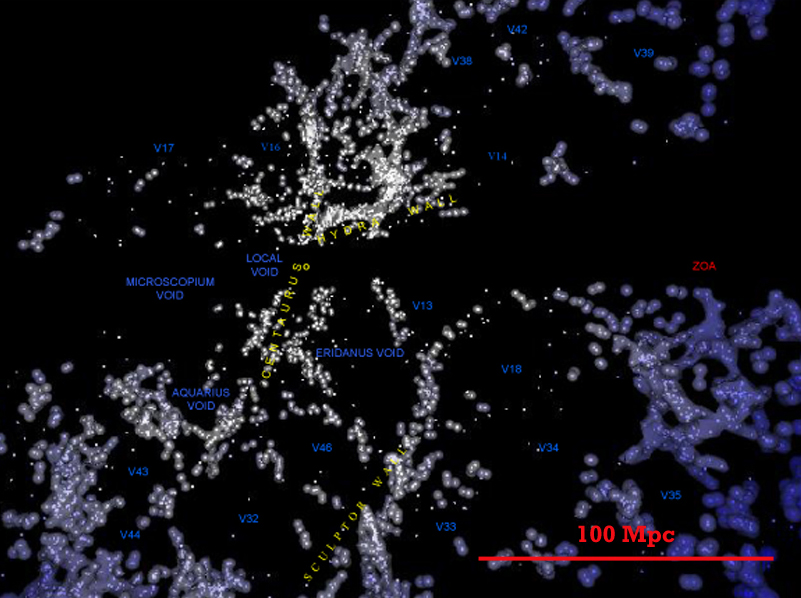 V42
V39
V38
V17
V16
V14
HYDRA WALL
LOCAL
VOID
ZOA
MICROSCOPIUM
VOID
CENTAURUS WALL
V13
ERIDANUS VOID
V18
AQUARIUS
VOID
V46
V34
V43
SCULPTOR WALL
V35
V32
V33
V44
100 Mpc